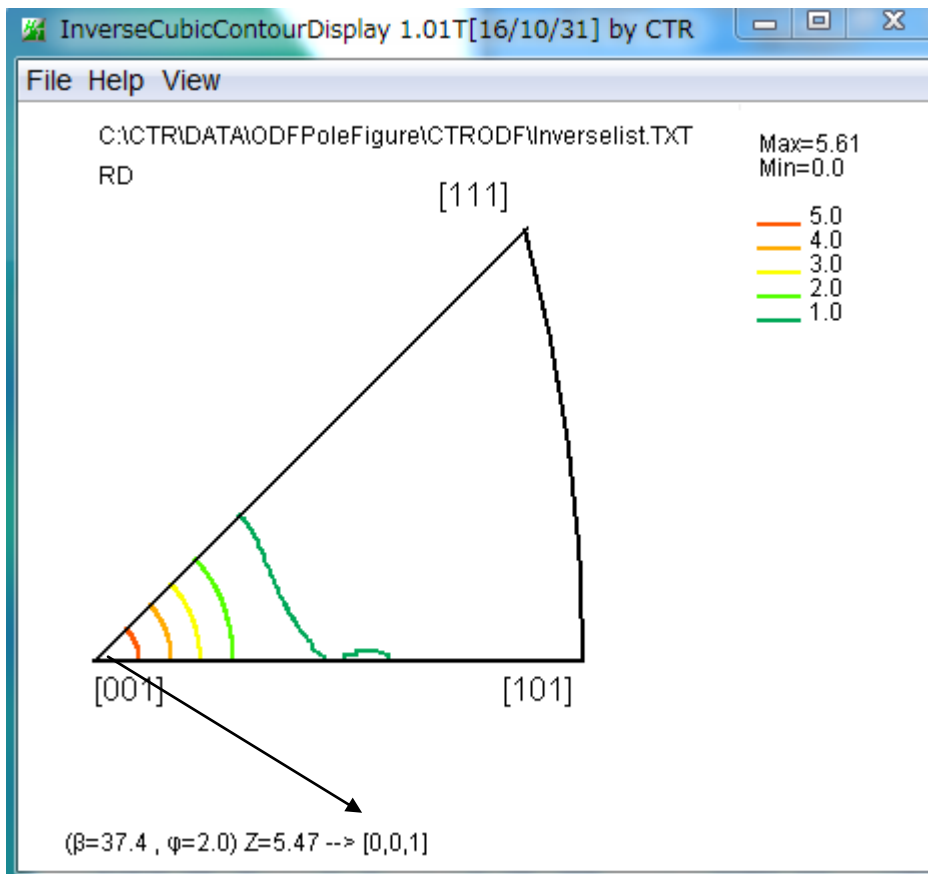 InverseCubicContourDisplay 1.01T[16/10/31] by CTR
File Help View
C:\CTR\DATA\ODFPoleFigure\CTRODF\Inverselist.TXT
RD
Max=5.61
Min=0.0
5.0
4.0
3.0
2.0
1.0
[111]
[001]
[101]
(β=37.4 , φ=2.0) Z=5.47 --> [0,0,1]